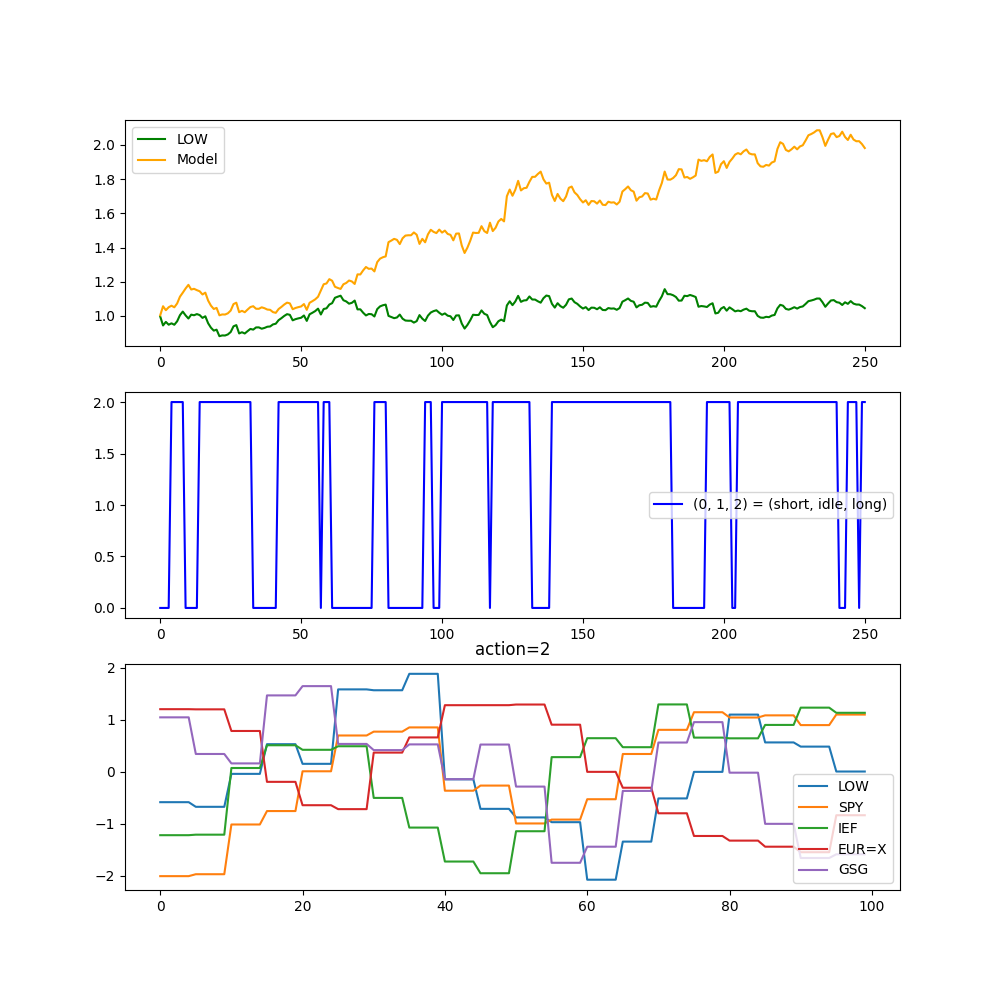 LOW
Model
2.0
1.8
1.6
1.4
1.2
1.0
0 50 100 150 200 250
2.0
1.5
1.0
0.5
0.0
(0, 1, 2) = (short, idle, long)
0 50 100 150 200 250
action=2
2
1
0
−1
−2
LOW
SPY
IEF
EUR=X
GSG
0 20 40 60 80 100